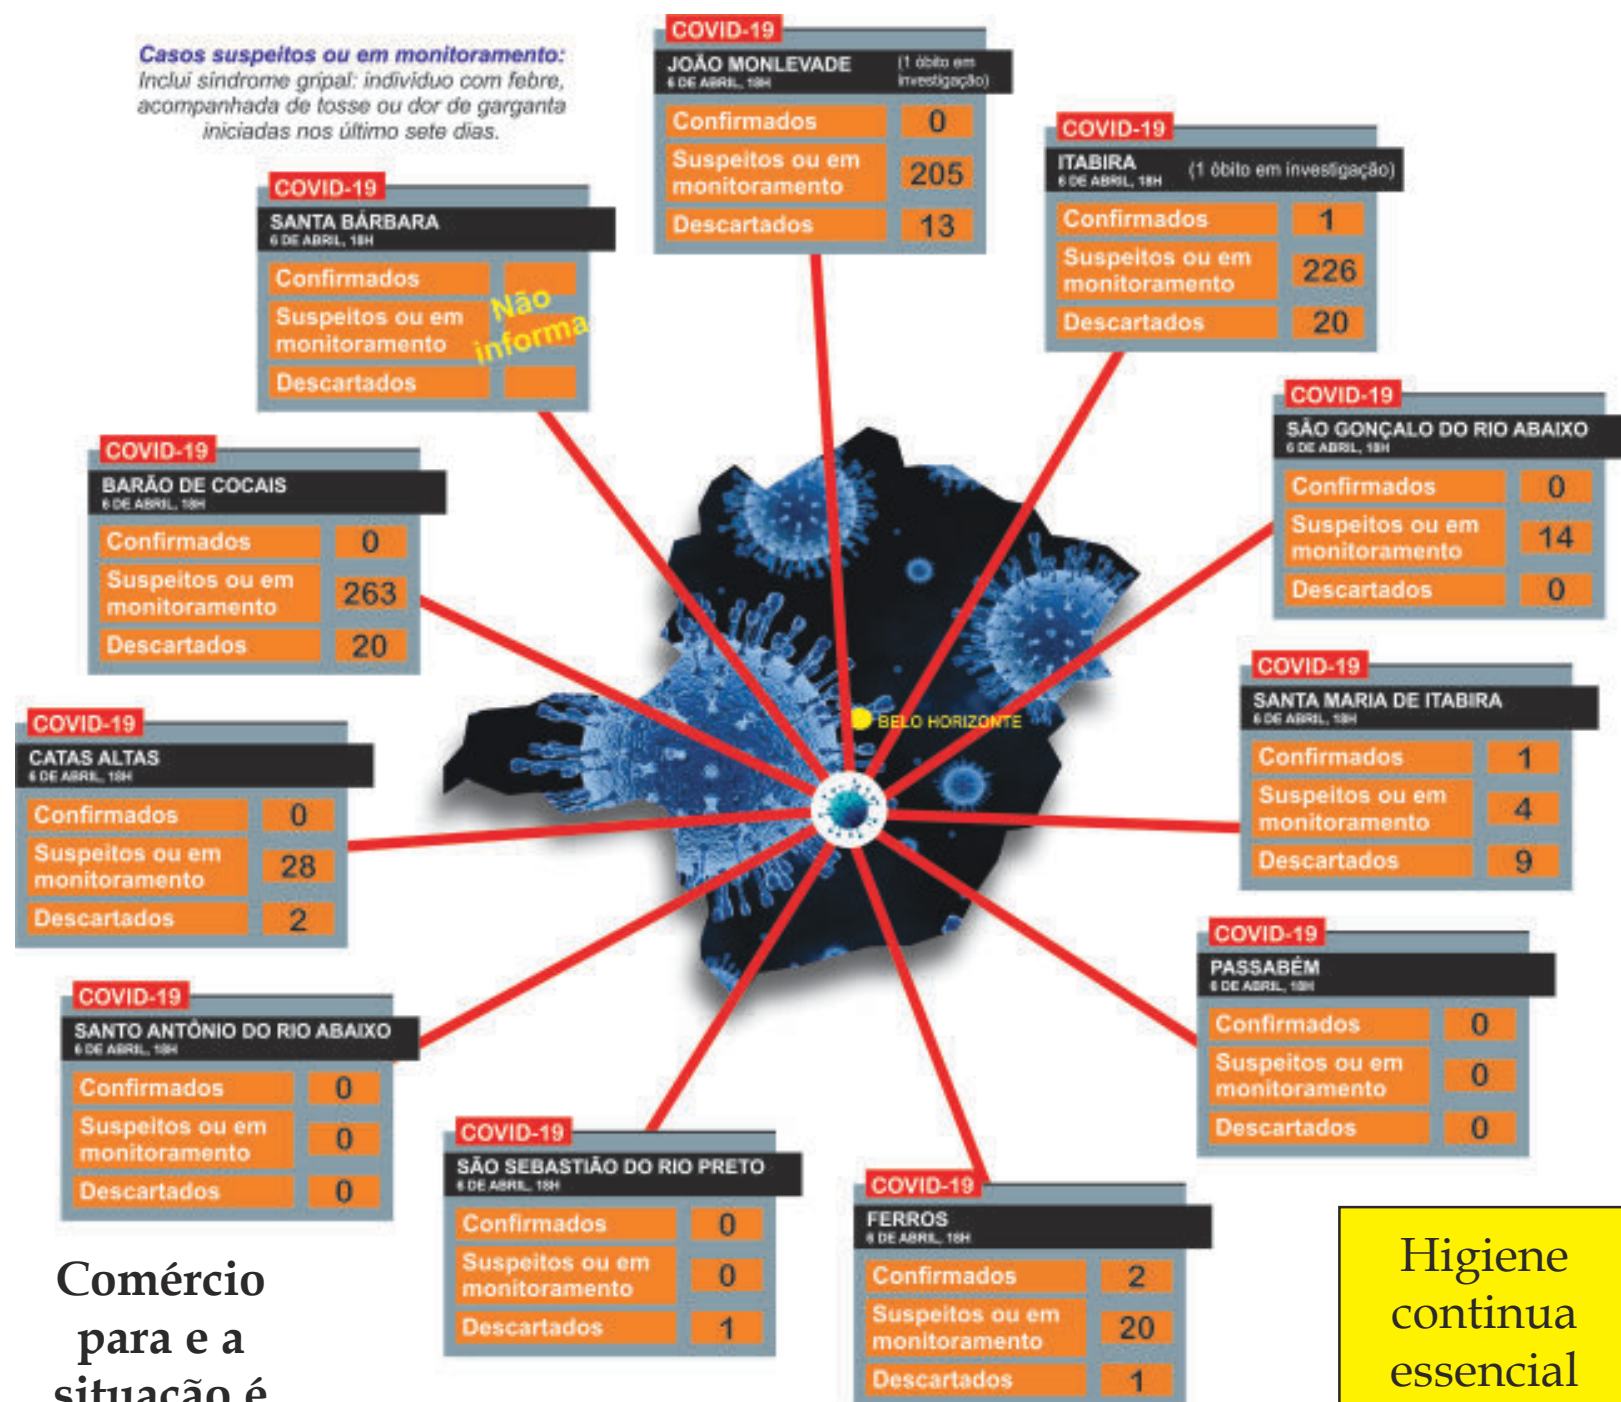 Casos suspeitos ou em monitoramento:
Inclui síndrome gripal: indivíduo com febre,
acompanhada de tosse ou dor de garganta
iniciadas nos último sete dias.
COVID-19
JOÃO MONLEVADE
6 DE ABRIL, 18H
(1 óbito em
investigação)
Confirmados 0
Suspeitos ou em
monitoramento 205
Descartados 13
COVID-19
ITABIRA (1 óbito em investigação)
6 DE ABRIL, 18H
Confirmados 1
Suspeitos ou em
monitoramento 226
Descartados 20
COVID-19
SANTA BÁRBARA
6 DE ABRIL, 18H
Confirmados
Suspeitos ou em
monitoramento
Descartados
Não
informa
COVID-19
SÃO GONÇALO DO RIO ABAIXO
6 DE ABRIL, 18H
Confirmados 0
Suspeitos ou em
monitoramento 14
Descartados 0
COVID-19
BARÃO DE COCAIS
6 DE ABRIL, 18H
Confirmados 0
Suspeitos ou em
monitoramento 263
Descartados 20
COVID-19
SANTA MARIA DE ITABIRA
6 DE ABRIL, 18H
Confirmados 1
Suspeitos ou em
monitoramento 4
Descartados 9
BELO HORIZONTE
COVID-19
CATAS ALTAS
6 DE ABRIL, 18H
Confirmados 0
Suspeitos ou em
monitoramento 28
Descartados 2
COVID-19
PASSABÉM
6 DE ABRIL, 18H
Confirmados 0
Suspeitos ou em
monitoramento 0
Descartados 0
COVID-19
SANTO ANTÔNIO DO RIO ABAIXO
6 DE ABRIL, 18H
Confirmados 0
Suspeitos ou em
monitoramento 0
Descartados 0
COVID-19
SÃO SEBASTIÃO DO RIO PRETO
6 DE ABRIL, 18H
Confirmados 0
Suspeitos ou em
monitoramento 0
Descartados 1
COVID-19
FERROS
6 DE ABRIL, 18H
Confirmados 2
Suspeitos ou em
monitoramento 20
Descartados 1
Comércio
para e a
situação é
Higiene
continua
essencial